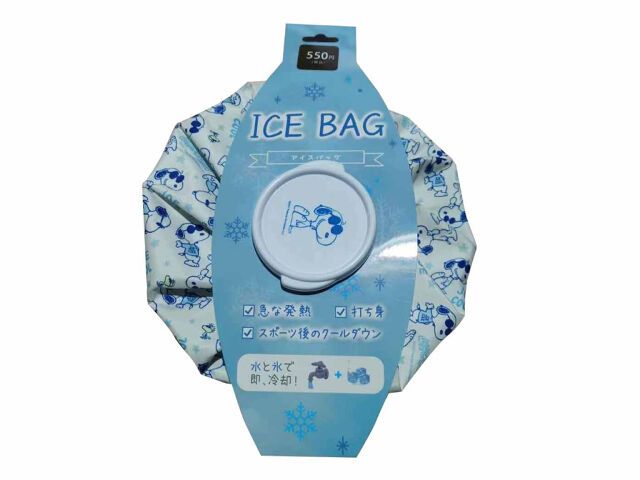 550円
ICE BAG
アイスバッグ
急な発熱
打ち身
スポーツ後のクールダウン
水と氷で
即、冷却!
+